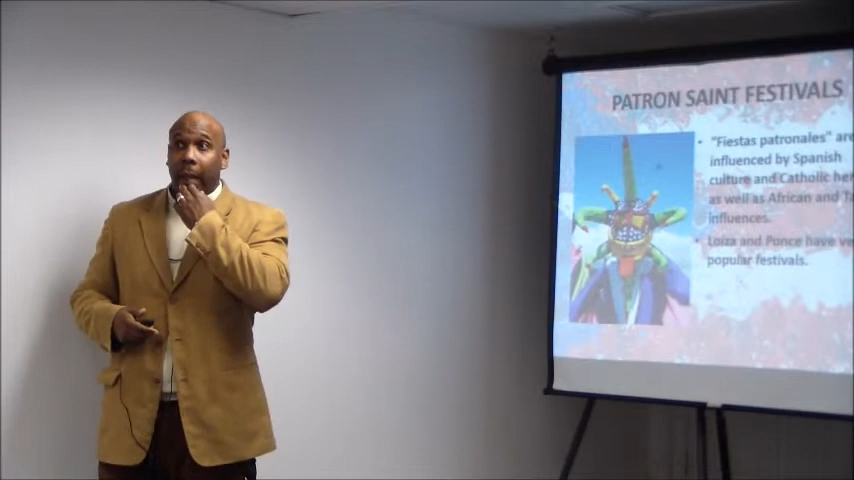 PATRON SAINT FESTIVALS
• "Fiestas patronales" are
influenced by Spanish
culture and Catholic
as well as African and
influences.
• Loiza and Ponce have
popular festivals.